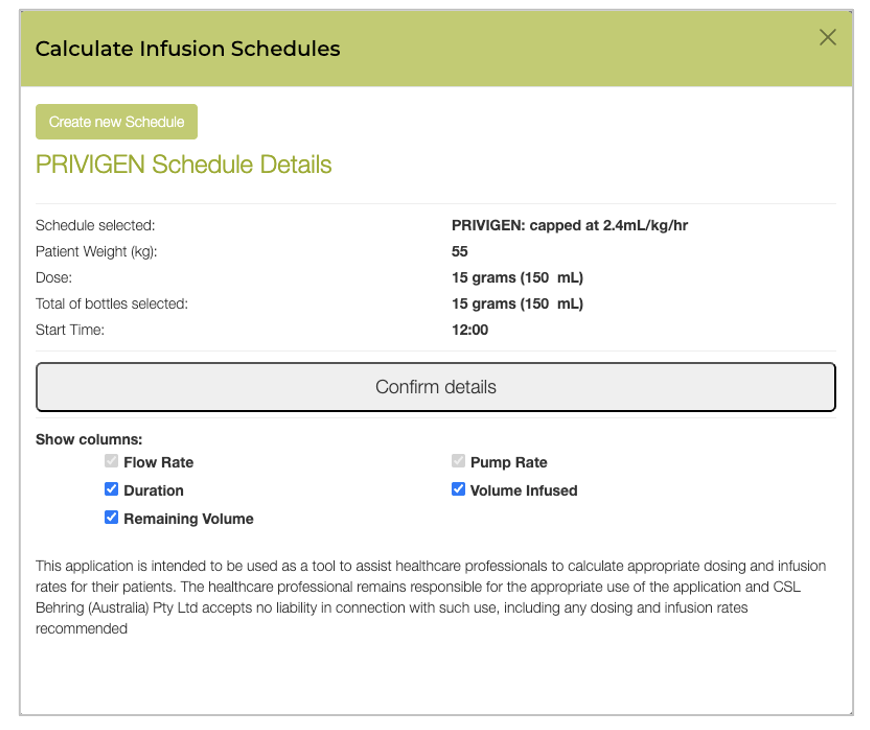 Calculate Infusion Schedules
Create new Schedule
PRIVIGEN Schedule Details
Schedule selected: PRIVIGEN: capped at 2.4mL/kg/hr
Patient Weight (kg): 55
Dose: 15 grams (150 mL)
Total of bottles selected: 15 grams (150 mL)
Start Time: 12:00
Confirm details
Show columns:
Flow Rate Pump Rate
Duration Volume Infused
Remaining Volume
This application is intended to be used as a tool to assist healthcare professionals to calculate appropriate dosing and infusion
rates for their patients. The healthcare professional remains responsible for the appropriate use of the application and CSL
Behring (Australia) Pty Ltd accepts no liability in connection with such use, including any dosing and infusion rates
recommended